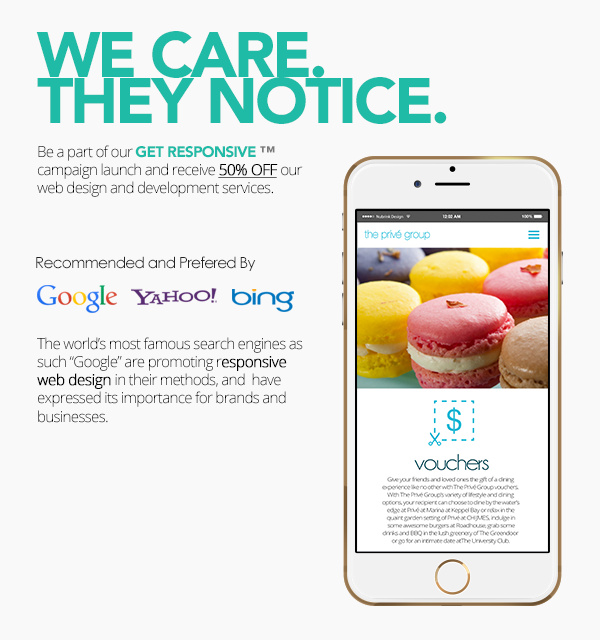 WE CARE.
THEY NOTICE.
Be a part of our GET RESPONSIVE ™
campaign launch and receive 50% OFF our
web design and development services.
Recommended and Prefered By
Google YAHOO! bing
The world's most famous search engines as
such “Google” are promoting responsive
web design in their methods, and have
expressed its importance for brands and
businesses.
Nubrink Design 12:02 AM 100%
the privé group
$
vouchers
Give your friends and loved ones the gift of a dining
experience like no other with The Privé Group vouchers.
With The Privé Group's variety of lifestyle and dining
options, your recipient can choose to dine by the water's
edge at Privé at Marina at Keppel Bay or relax in the
quaint garden setting of Privé at CHIJMES, indulge in
some awesome burgers at Roadhouse, grab some
drinks and BBQ in the lush greenery of The Greendoor
or go for an intimate date at The University Club.